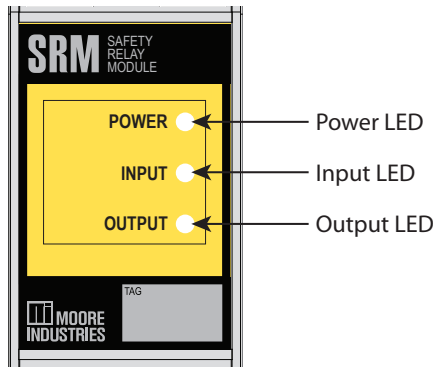 SRM SAFETY
RELAY
MODULE
POWER Power LED
INPUT Input LED
OUTPUT Output LED
TAG
MOORE
INDUSTRIES